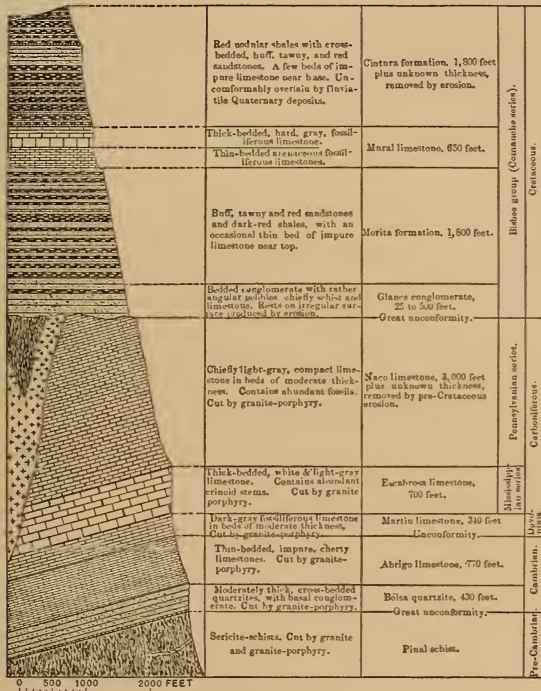 Red nodular shales with cross-
bedded, buff, tawny, and red
sandstones. A few beds of im-
pure limestone near base. Un-
comformably overlain by fluvia-
tile Quaternary deposits.
Cintura formation. 1,800 feet
plus unknown thickness,
removed by erosion.
Thick-bedded, hard, gray, fossil-
iferous limestone.
Thin-bedded arenaceous fossil-
iferous limestones.
Mural limestone, 650 feet.
Buff, tawny and red sandstones
and dark-red shales, with an
occasional thin bed of impure
limestone near top.
Morita formation, 1,800 feet.
Bedded conglomerate with rather
angular pebbles chiefly schist and
limestone. Rests on irregular sur-
face produced by erosion.
Glance conglomerate,
25 to 500 feet.
Great unconformity.
Bisbee group (Comanche series).
Cretaceous.
Chiefly light-gray, compact lime-
stone in beds of moderate thick-
ness. Contains abundant fossils.
Cut by granite-porphyry.
Naco limestone, 3,000 feet
plus unknown thickness,
removed by pre-Cretaceous
erosion.
Pennsylvanian series.
Thick-bedded, white & light-gray
limestone. Contains abundant
crinoid stems. Cut by granite
porphyry.
Escabrosa limestone,
700 feet.
Mississipp-
ian series
Carboniferous.
Dark-gray fossiliferous limestone
in beds of moderate thickness.
Cut by granite-porphyry.
Martin limestone, 340 feet
Unconformity.
Devo-
nian.
Thin-bedded, impure, cherty
limestones. Cut by granite-
porphyry.
Abrigo limestone, 770 feet.
Moderately thick, cross-bedded
quartzites, with basal conglom-
erate. Cut by granite-porphyry.
Bolsa quartzite, 430 feet.
Great unconformity.
Cambrian.
Sericite-schists. Cut by granite
and granite-porphyry.
Pinal schist.
Pre-Cambrian.
0 500 1000 2000 FEET